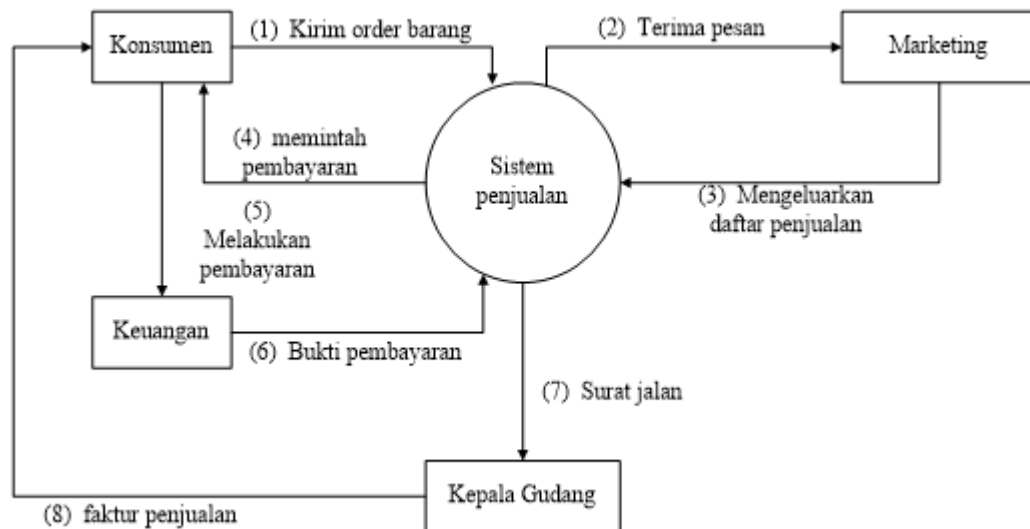 Konsumen
(1) Kirim order barang
(2) Terima pesan
Marketing
(4) memintah
pembayaran
Sistem
penjualan
(3) Mengeluarkan
daftar penjualan
(5)
Melakukan
pembayaran
Keuangan
(6) Bukti pembayaran
(7) Surat jalan
Kepala Gudang
(8) faktur penjualan